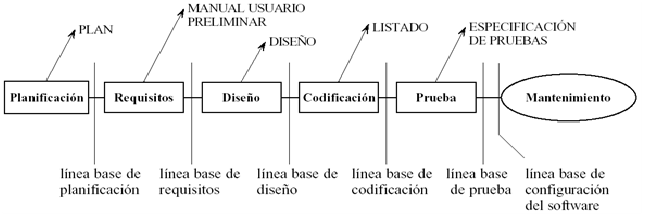 PLAN
MANUAL USUARIO
PRELIMINAR
DISEÑO
LISTADO
ESPECIFICACIÓN
DE PRUEBAS
Planificación
Requisitos
Diseño
Codificación
Prueba
Mantenimiento
línea base de
planificación
línea base de
requisitos
línea base de
diseño
línea base de
codificación
línea base
de prueba
línea base de
configuración
del software